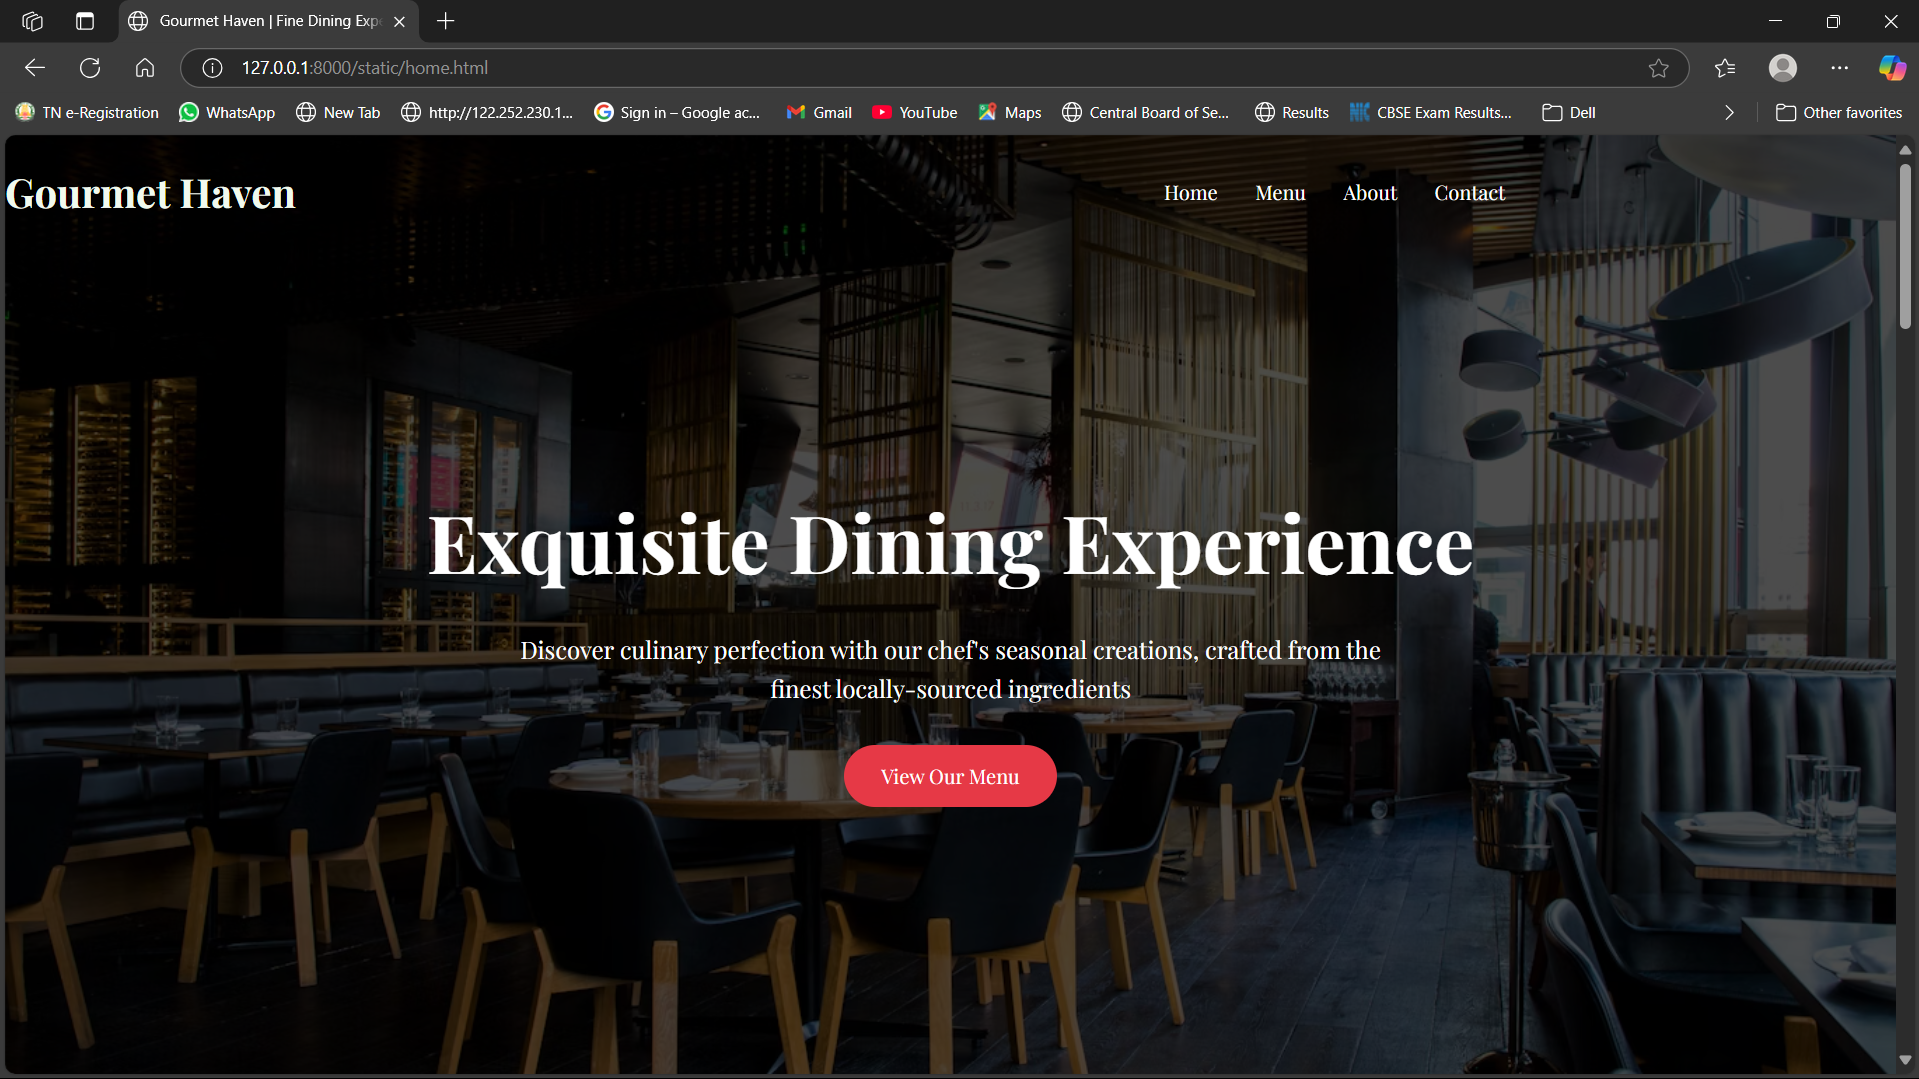 Gourmet Haven | Fine Dining Exp
127.0.0.1:8000/static/home.html
TN e-Registration WhatsApp New Tab http://122.252.230.1... Sign in – Google ac... Gmail YouTube Maps Central Board of Se... Results CBSE Exam Results... Dell Other favorites
Gourmet Haven Home Menu About Contact
Exquisite Dining Experience
Discover culinary perfection with our chef's seasonal creations, crafted from the
finest locally-sourced ingredients
View Our Menu